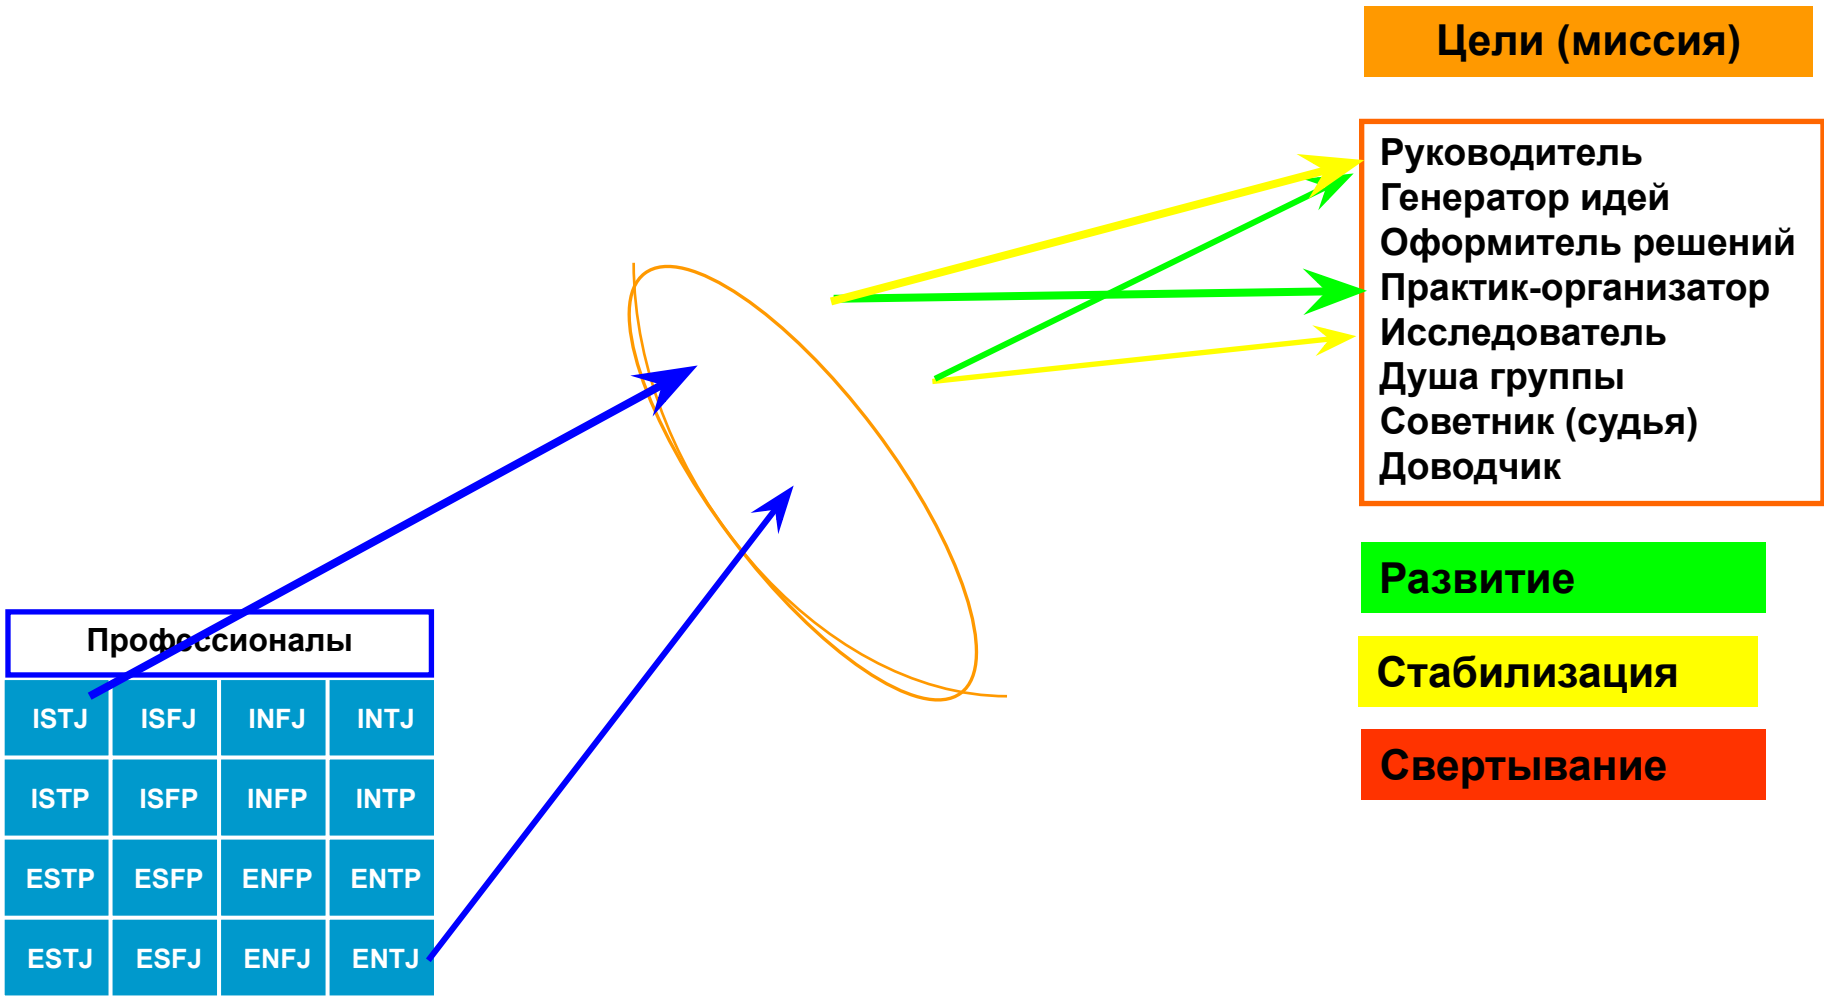 Цели (миссия)
Руководитель
Генератор идей
Оформитель решений
Практик-организатор
Исследователь
Душа группы
Советник (судья)
Доводчик
Развитие
Стабилизация
Свертывание
Профессионалы
ISTJ ISFJ INFJ INTJ
ISTP ISFP INFP INTP
ESTP ESFP ENFP ENTP
ESTJ ESFJ ENFJ ENTJ